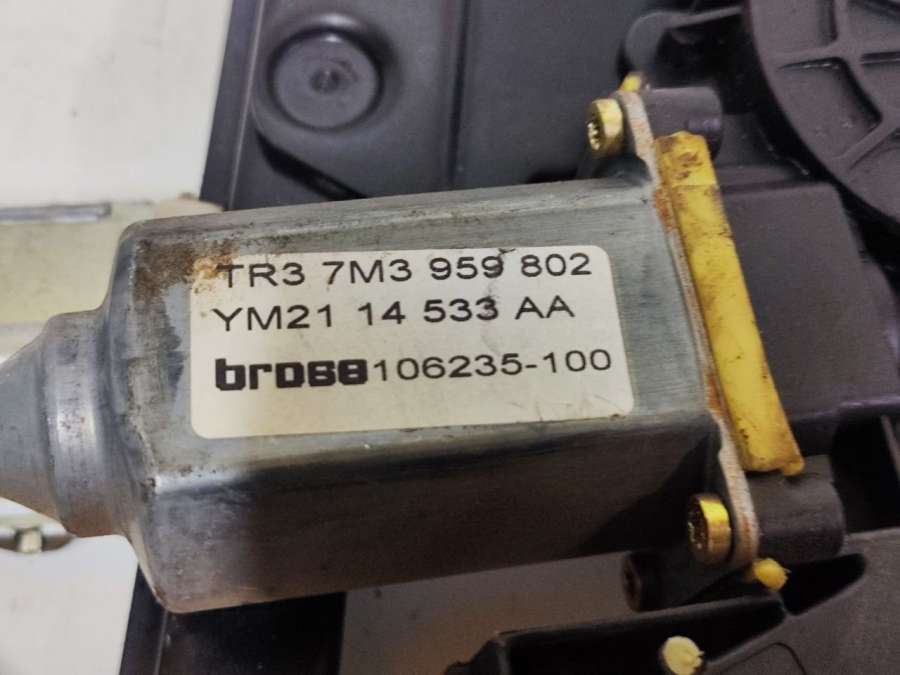 TR3 7M3 959 802
YM21 14 533 AA
brose 106235-100